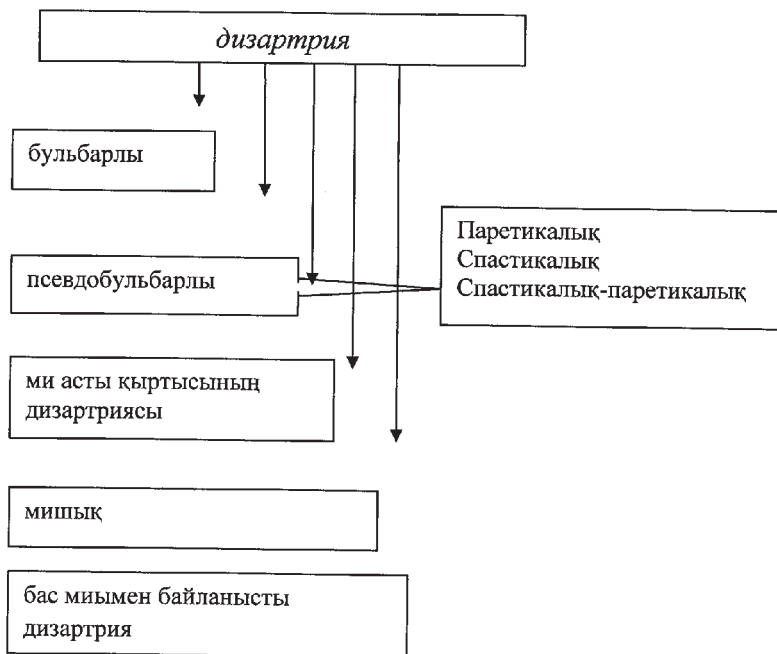 дизартрия
бульбарлы
псевдобульбарлы
Паретикалық
Спастикалық
Спастикалық-паретикалық
ми асты қыртысының
дизартриясы
мишық
бас миымен байланысты
дизартрия